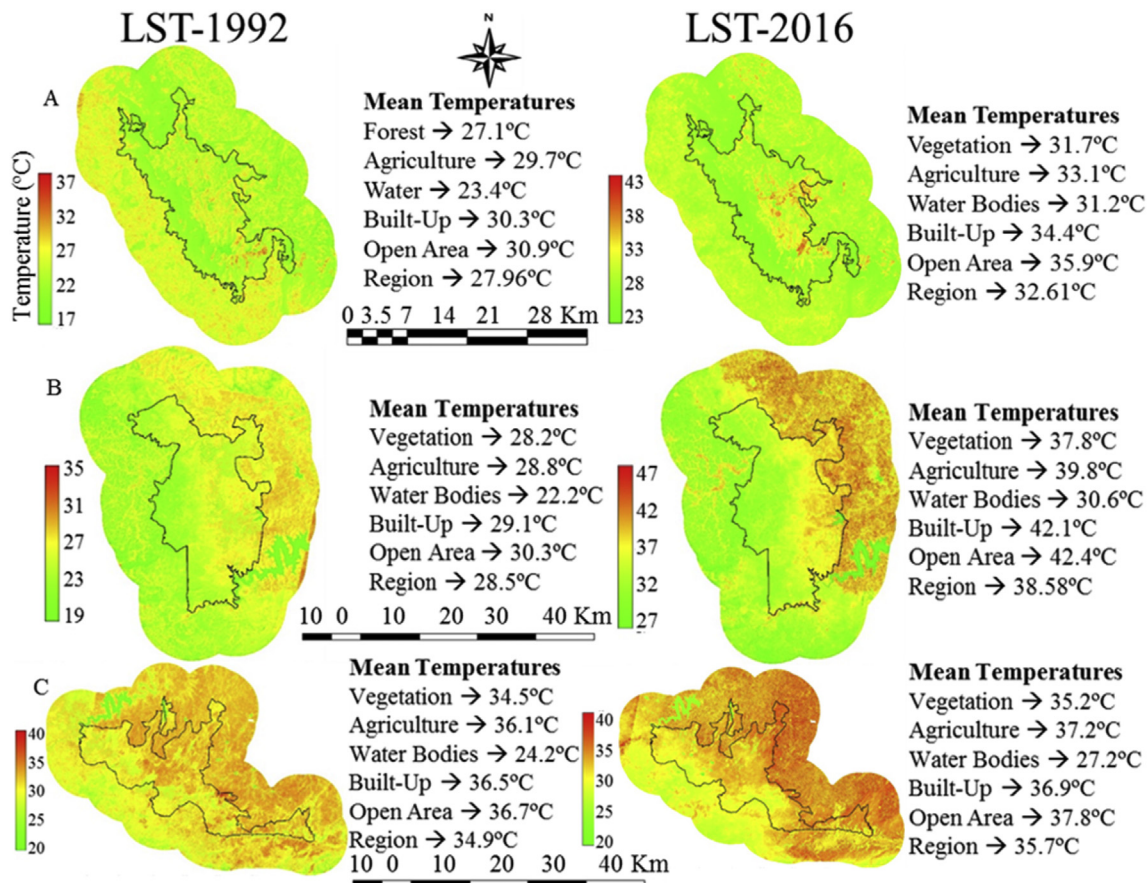 LST-1992
N
LST-2016
A
Temperature (°C)
37
32
27
22
17
Mean Temperatures
Forest → 27.1ºC
Agriculture → 29.7ºC
Water → 23.4ºC
Built-Up → 30.3ºC
Open Area → 30.9ºC
Region → 27.96ºC
0 3.5 7 14 21 28 Km
43
38
33
28
23
Mean Temperatures
Vegetation → 31.7ºC
Agriculture → 33.1ºC
Water Bodies → 31.2ºC
Built-Up → 34.4ºC
Open Area → 35.9ºC
Region → 32.61ºC
B
35
31
27
23
19
Mean Temperatures
Vegetation → 28.2ºC
Agriculture → 28.8ºC
Water Bodies → 22.2ºC
Built-Up → 29.1ºC
Open Area → 30.3ºC
Region → 28.5ºC
10 0 10 20 30 40 Km
47
42
37
32
27
Mean Temperatures
Vegetation → 37.8ºC
Agriculture → 39.8ºC
Water Bodies → 30.6ºC
Built-Up → 42.1ºC
Open Area → 42.4ºC
Region → 38.58ºC
C
40
35
30
25
20
Mean Temperatures
Vegetation → 34.5ºC
Agriculture → 36.1ºC
Water Bodies → 24.2ºC
Built-Up → 36.5ºC
Open Area → 36.7ºC
Region → 34.9ºC
10 0 10 20 30 40 Km
40
35
30
25
20
Mean Temperatures
Vegetation → 35.2ºC
Agriculture → 37.2ºC
Water Bodies → 27.2ºC
Built-Up → 36.9ºC
Open Area → 37.8ºC
Region → 35.7ºC